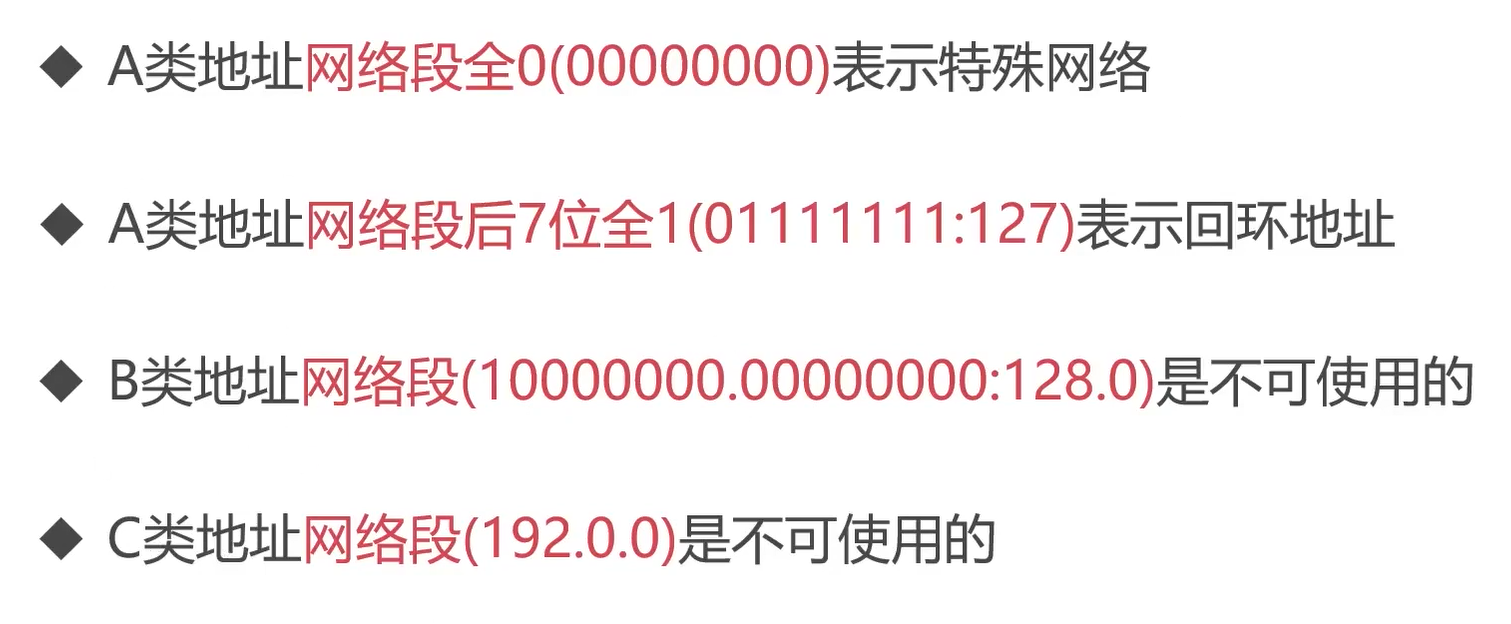 ◆ A类地址网络段全0(00000000)表示特殊网络
◆ A类地址网络段后7位全1(01111111:127)表示回环地址
◆ B类地址网络段(10000000.00000000:128.0)是不可使用的
◆ C类地址网络段(192.0.0)是不可使用的